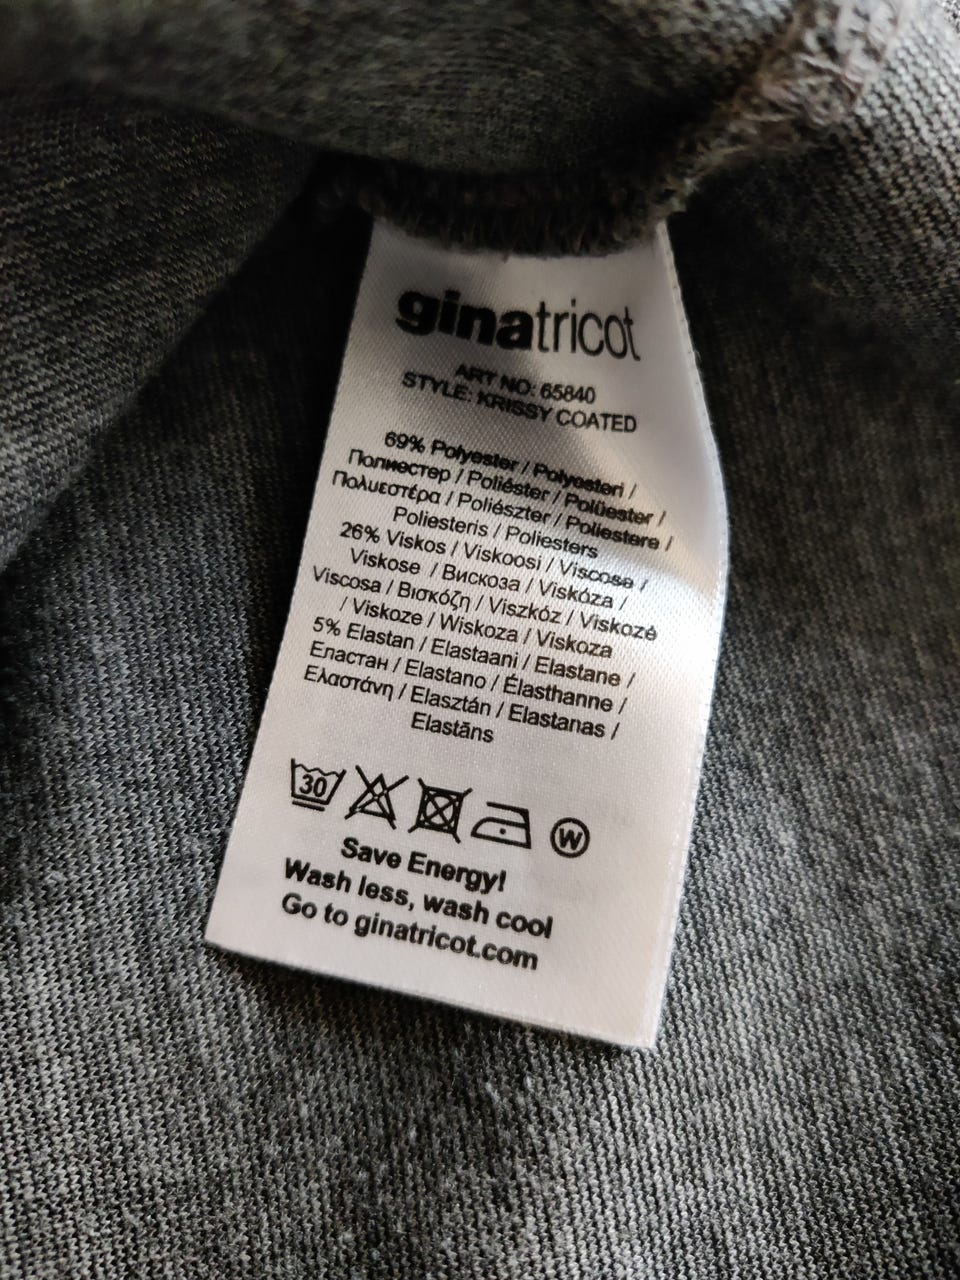 ginatricot
ART NO: 65840
STYLE: KRISSY COATED
69% Polyester / Polyesteri /
Полиестер / Poliéster / Polüester /
Πολυεστέρα / Poliészter / Poliestere /
Poliesteris / Poliesters
26% Viskos / Viskoosi / Viscose /
Viskose / Вискоза / Viskóza /
Viscosa / Βισκόζη / Viszkóz / Viskozė
/ Viskoze / Wiskoza / Viskoza
5% Elastan / Elastaani / Elastane /
Еластан / Elastano / Élasthanne /
Ελαστάνη / Elasztán / Elastanas /
Elastāns
30
W
Save Energy!
Wash less, wash cool
Go to ginatricot.com